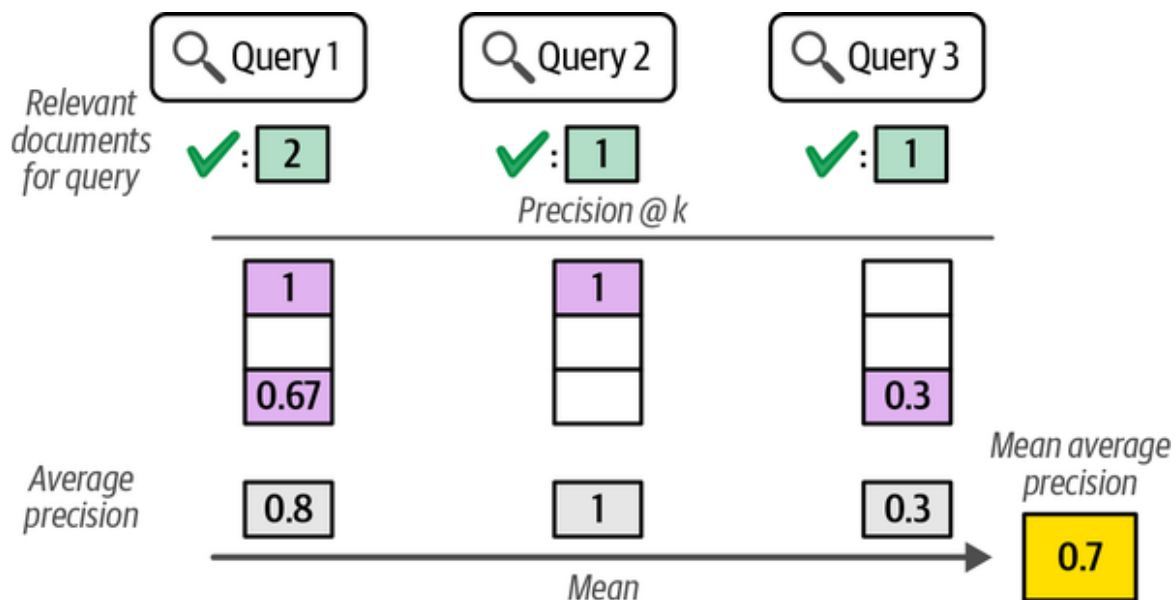 Query 1
Query 2
Query 3
Relevant
documents
for query
: 2
: 1
: 1
Precision @ k
1
1
0.67
0.3
Average
precision
0.8
1
0.3
Mean average
precision
0.7
Mean